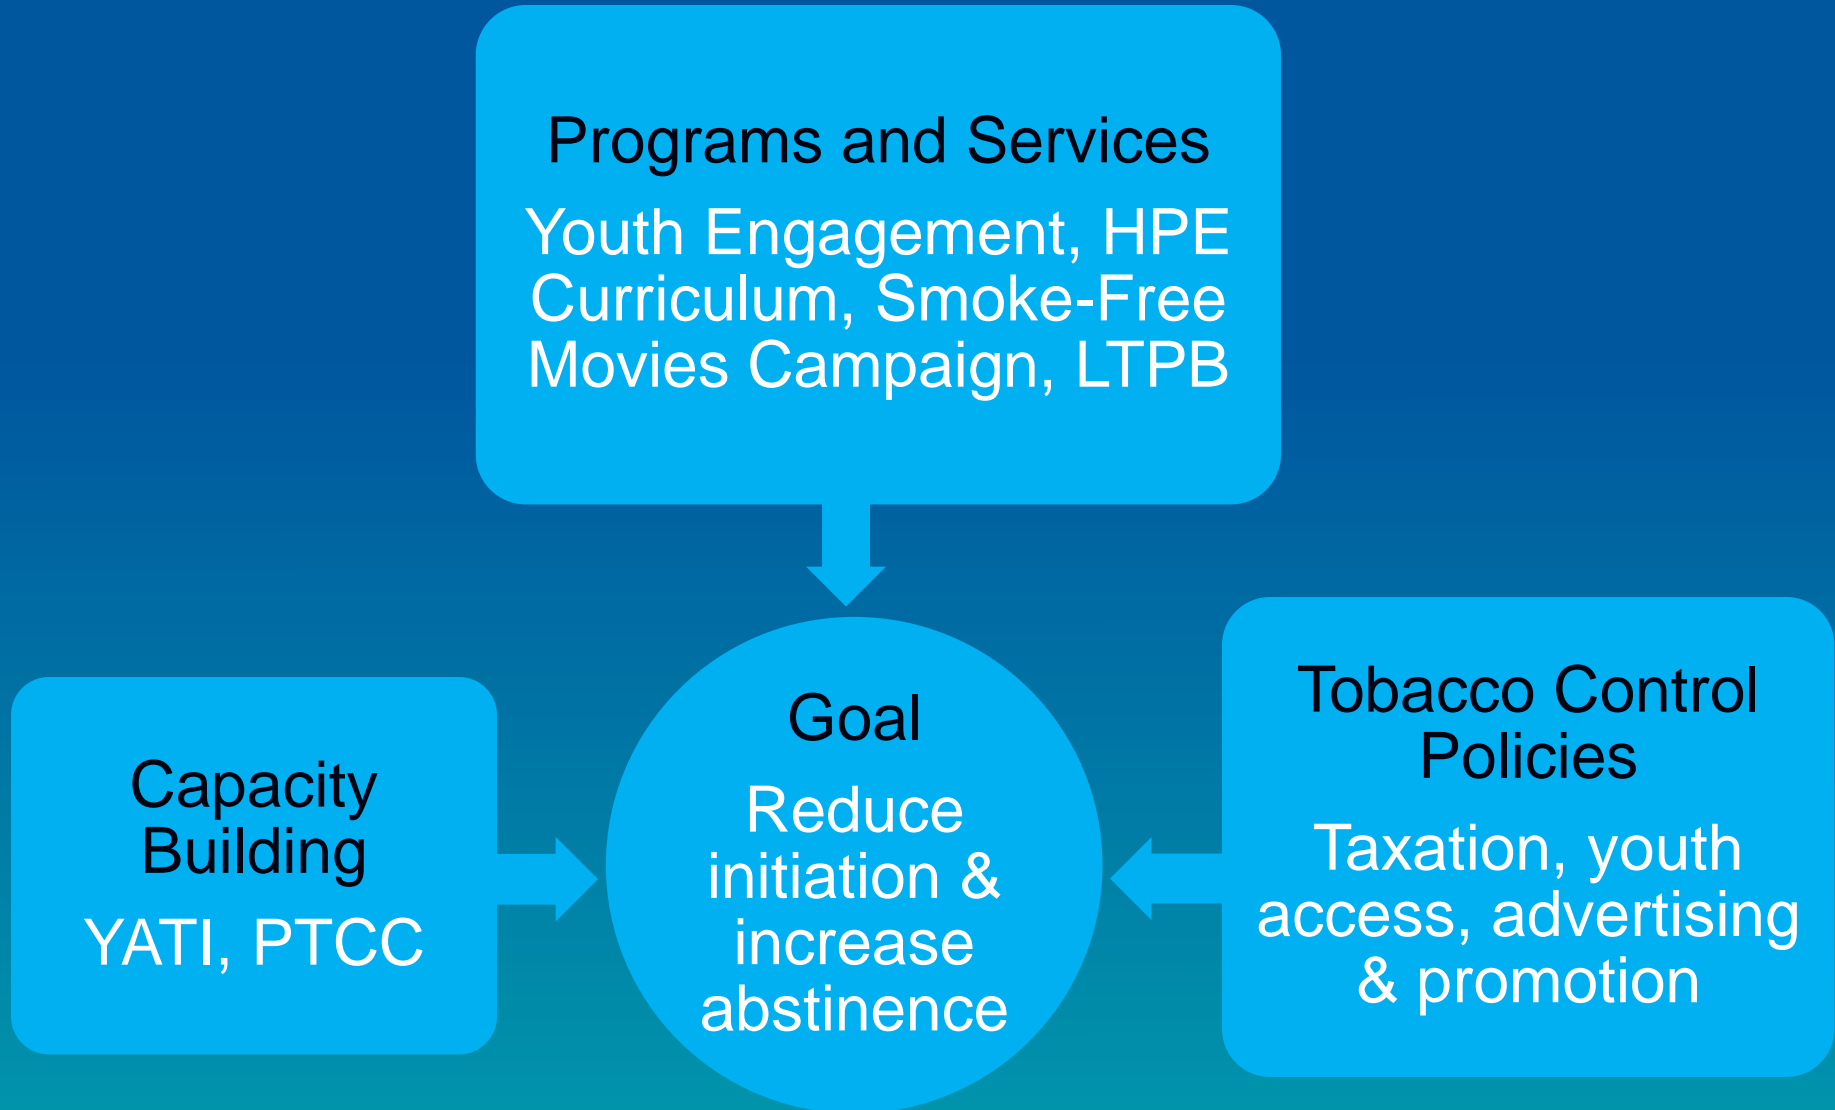 Programs and Services
Youth Engagement, HPE
Curriculum, Smoke-Free
Movies Campaign, LTPB
Capacity
Building
YATI, PTCC
Goal
Reduce
initiation &
increase
abstinence
Tobacco Control
Policies
Taxation, youth
access, advertising
& promotion